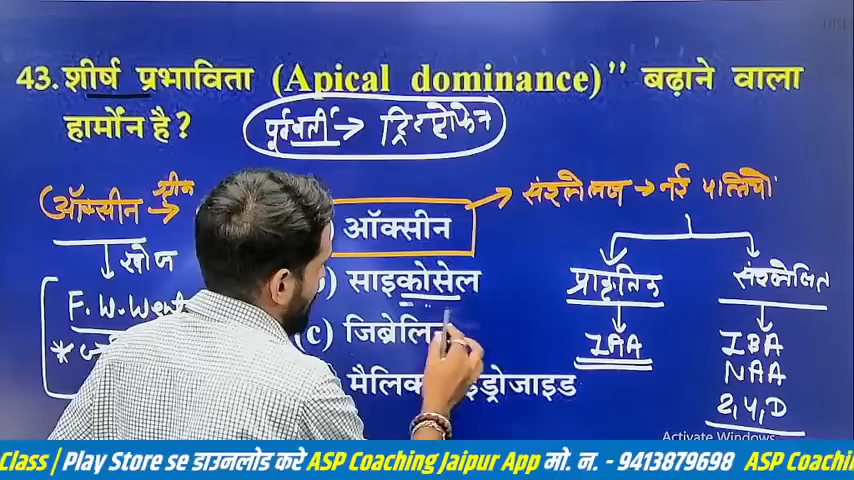 43. शीर्ष प्रभाविता (Apical dominance)'' बढ़ाने वाला
हार्मोन है?
पूर्ववर्ती → ट्रिप्टोफेन
ऑक्सीन → ग्रीक
संश्लेषण → नई पत्तियों
खोज
F. W. Went
*
ऑक्सीन
) साइकोसेल
(c) जिब्रेलिन
मैलिक
ड्रोजाइड
प्राकृतिक
IAA
संश्लेषित
IBA
NAA
2,4,D
Activate Windows
Class | Play Store se डाउनलोड करे ASP Coaching Jaipur App मो. न. - 9413879698 ASP Coachi